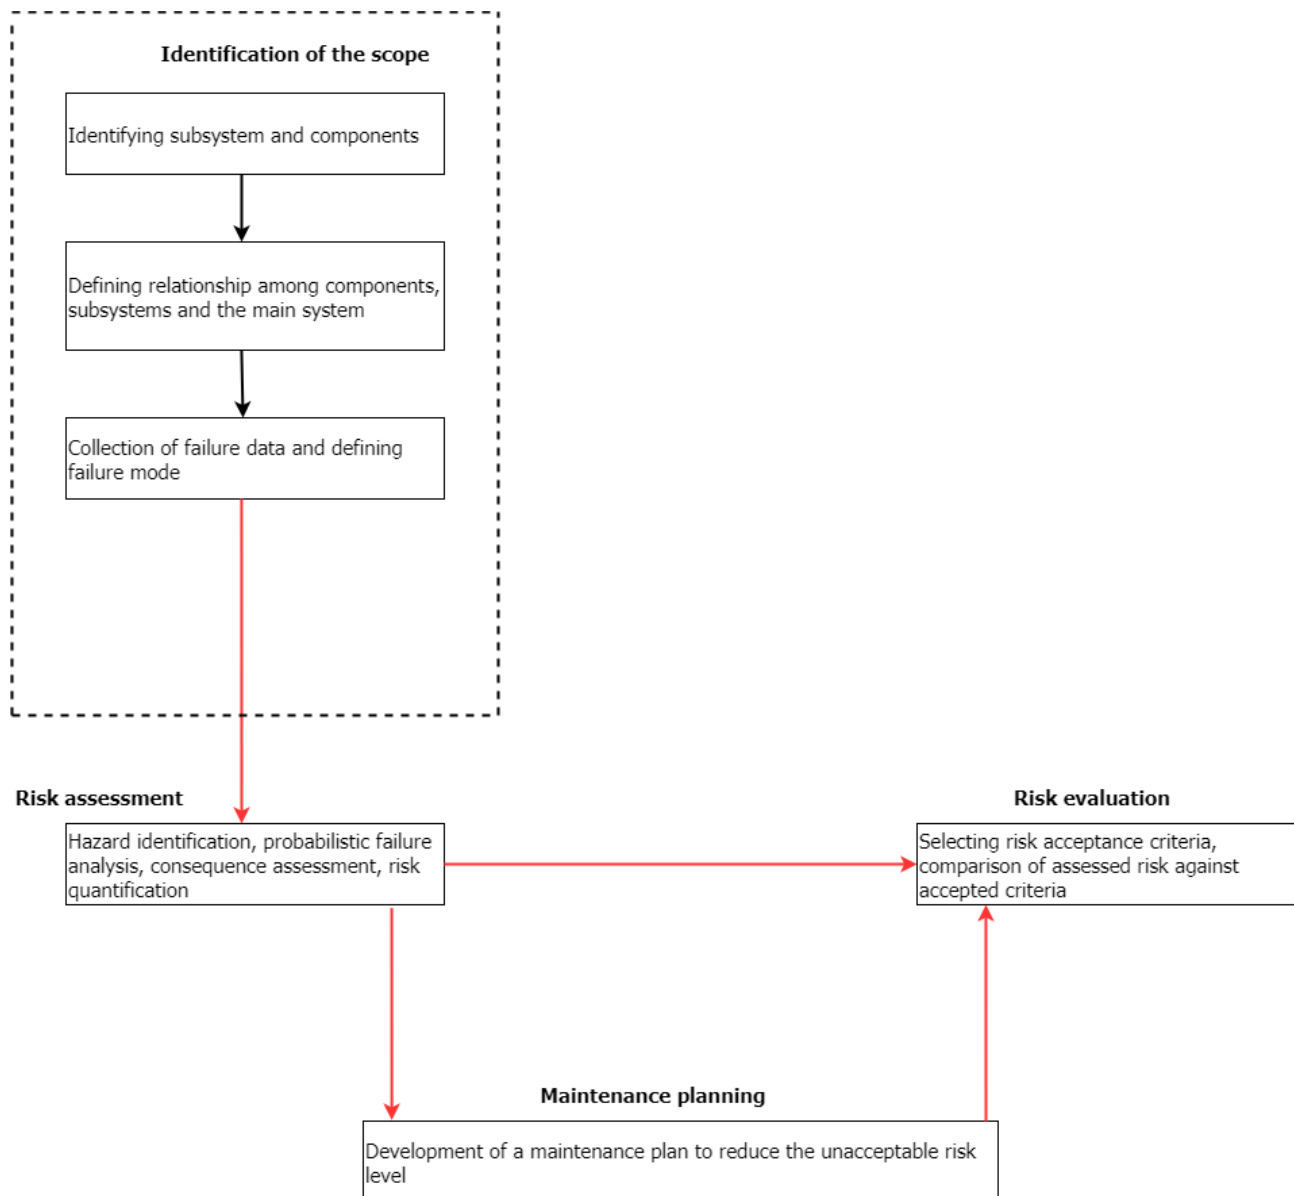 Identification of the scope
Identifying subsystem and components
Defining relationship among components,
subsystems and the main system
Collection of failure data and defining
failure mode
Risk assessment
Hazard identification, probabilistic failure
analysis, consequence assessment, risk
quantification
Risk evaluation
Selecting risk acceptance criteria,
comparison of assessed risk against
accepted criteria
Maintenance planning
Development of a maintenance plan to reduce the unacceptable risk
level